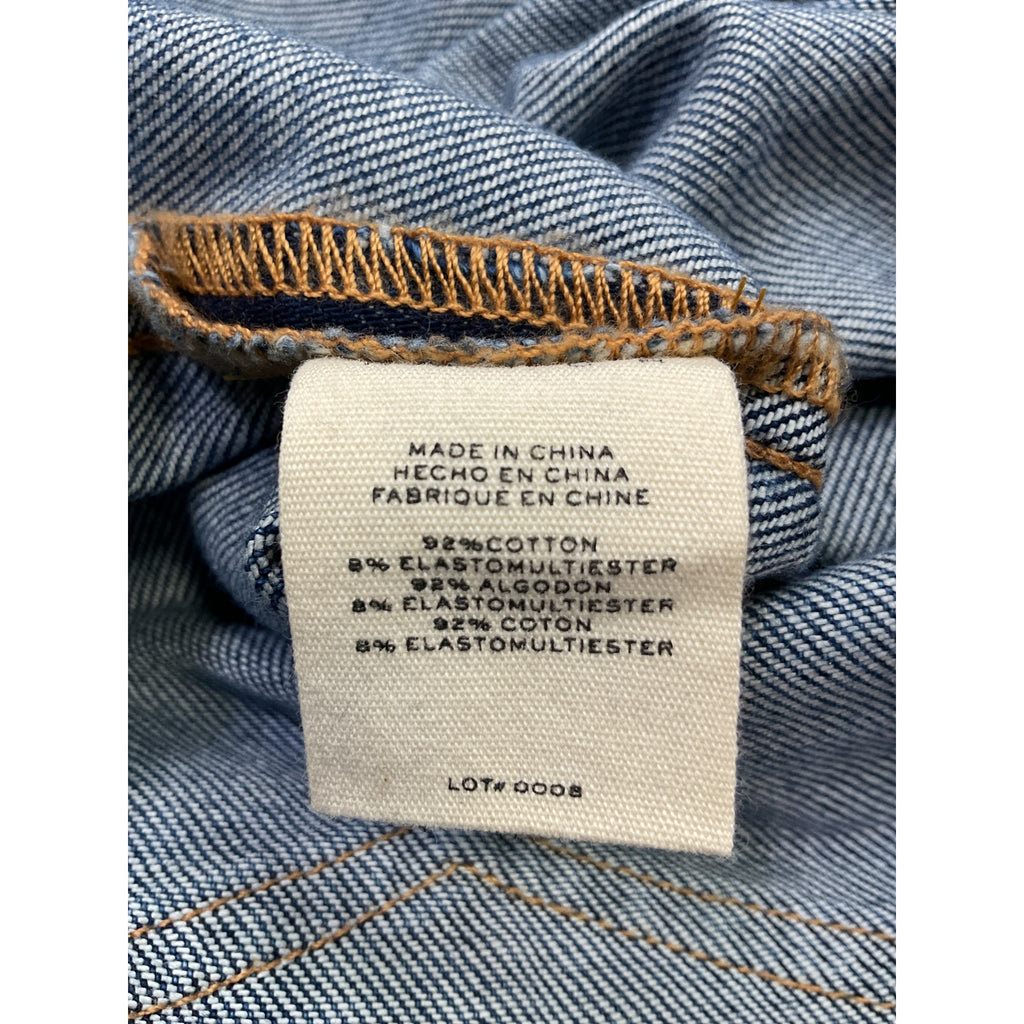 MADE IN CHINA
HECHO EN CHINA
FABRIQUE EN CHINE
92%COTTON
8% ELASTOMULTIESTER
92% ALGODON
8% ELASTOMULTIESTER
92% COTON
8% ELASTOMULTIESTER
LOT# 0008